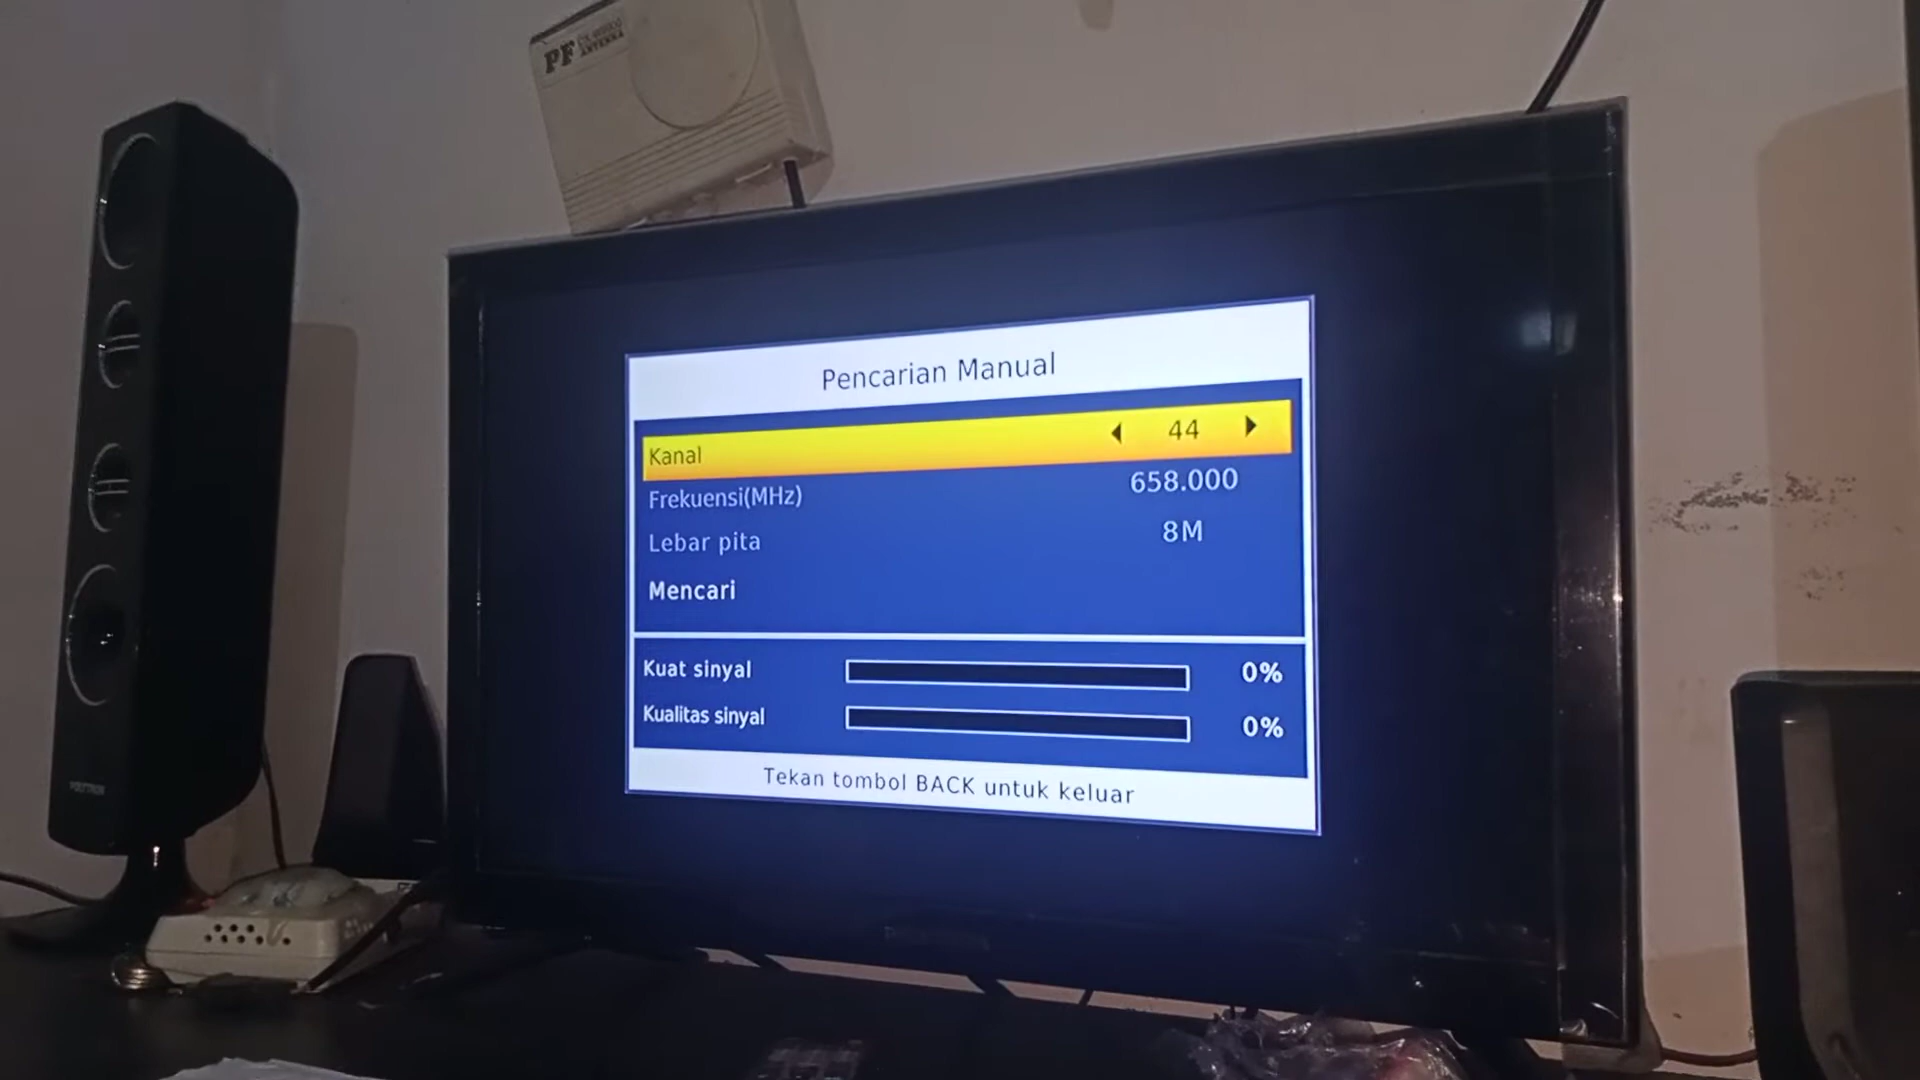 PF
Pencarian Manual
Kanal 44
Frekuensi(MHz) 658.000
Lebar pita 8M
Mencari
Kuat sinyal 0%
Kualitas sinyal 0%
Tekan tombol BACK untuk keluar
POLYTRON